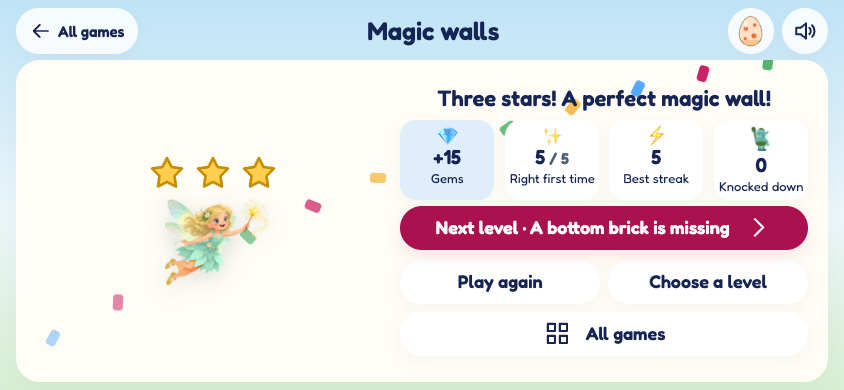 All games
Magic walls
Three stars! A perfect magic wall!
+15
Gems
5 / 5
Right first time
5
Best streak
0
Knocked down
Next level · A bottom brick is missing
Play again
Choose a level
All games